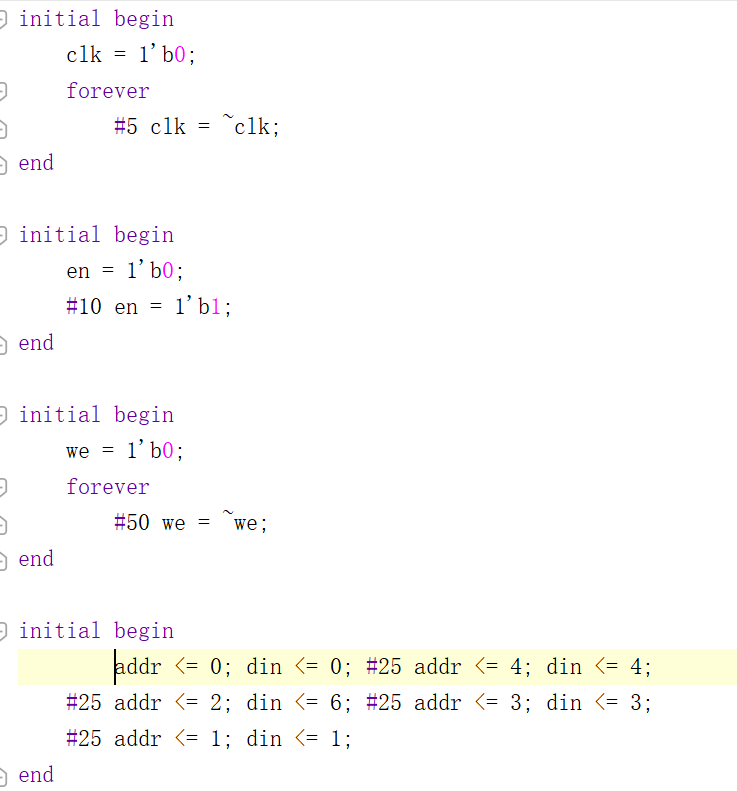 initial begin
clk = 1'b0;
forever
#5 clk = ~clk;
end
initial begin
en = 1'b0;
#10 en = 1'b1;
end
initial begin
we = 1'b0;
forever
#50 we = ~we;
end
initial begin
addr <= 0; din <= 0; #25 addr <= 4; din <= 4;
#25 addr <= 2; din <= 6; #25 addr <= 3; din <= 3;
#25 addr <= 1; din <= 1;
end